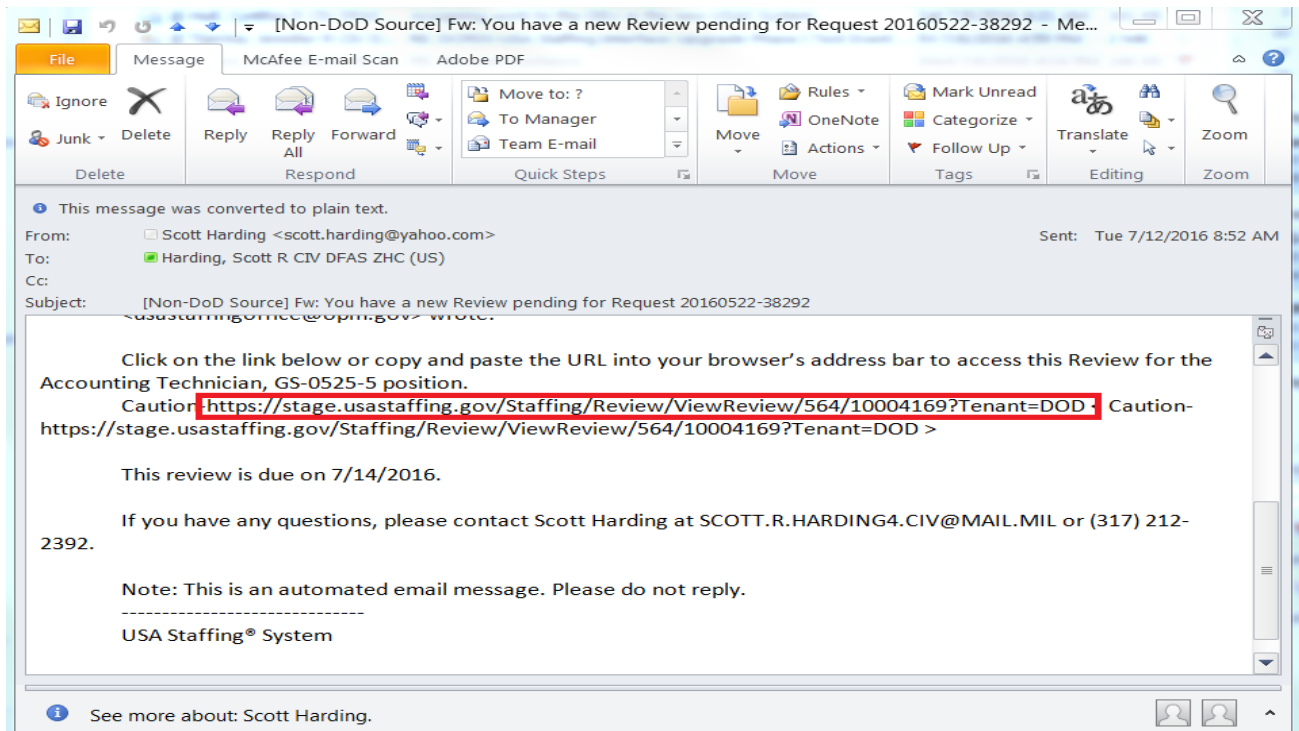 [Non-DoD Source] Fw: You have a new Review pending for Request 20160522-38292 - Me...
File Message McAfee E-mail Scan Adobe PDF
Ignore
Junk
Delete
Delete
Reply
Reply All
Forward
Respond
Move to: ?
To Manager
Team E-mail
Quick Steps
Move
Rules
OneNote
Actions
Move
Mark Unread
Categorize
Follow Up
Tags
Translate
Editing
Zoom
Zoom
This message was converted to plain text.
From: Scott Harding <scott.harding@yahoo.com> Sent: Tue 7/12/2016 8:52 AM
To: Harding, Scott R CIV DFAS ZHC (US)
Cc:
Subject: [Non-DoD Source] Fw: You have a new Review pending for Request 20160522-38292
<usastaffingoffice@opm.gov> wrote:
Click on the link below or copy and paste the URL into your browser's address bar to access this Review for the
Accounting Technician, GS-0525-5 position.
Caution-https://stage.usastaffing.gov/Staffing/Review/ViewReview/564/10004169?Tenant=DOD < Caution-
https://stage.usastaffing.gov/Staffing/Review/ViewReview/564/10004169?Tenant=DOD >
This review is due on 7/14/2016.
If you have any questions, please contact Scott Harding at SCOTT.R.HARDING4.CIV@MAIL.MIL or (317) 212-
2392.
Note: This is an automated email message. Please do not reply.
------------------------------
USA Staffing® System
See more about: Scott Harding.